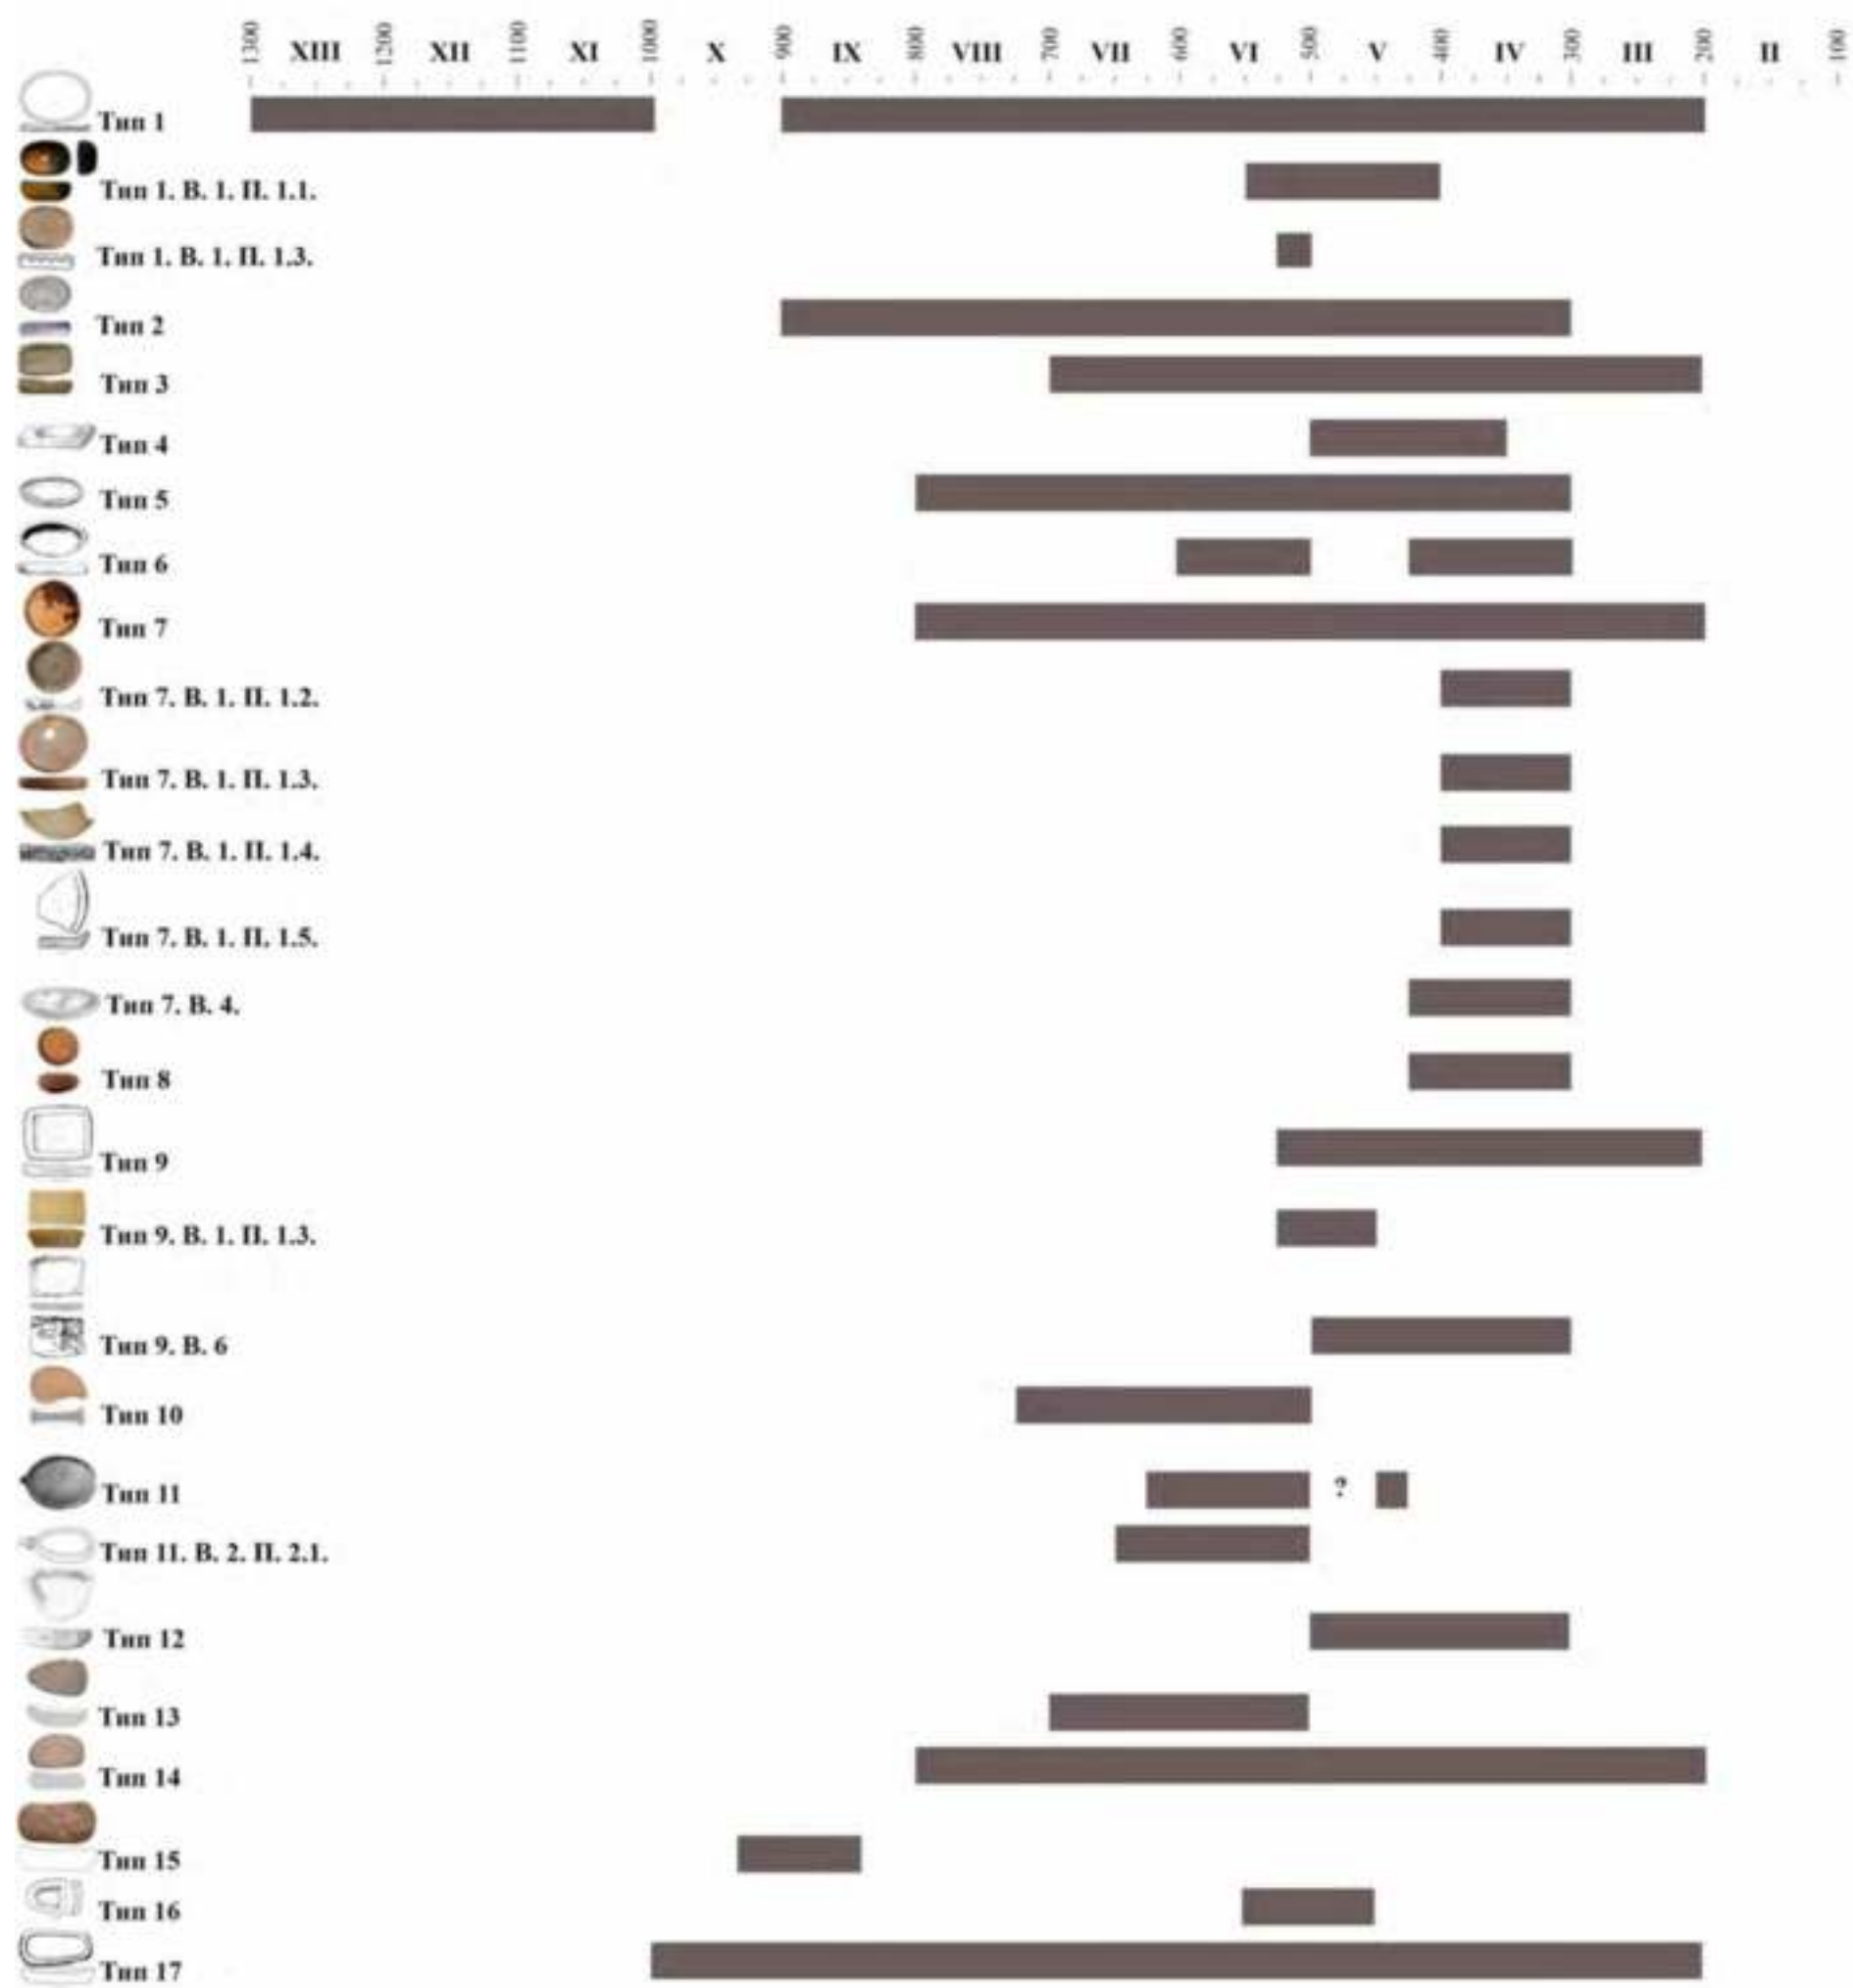 1300 XIII 1200 XII 1100 XI 1000 X 900 IX 800 VIII 700 VII 600 VI 500 V 400 IV 300 III 200 II 100
Тип 1
Тип 1. В. 1. П. 1.1.
Тип 1. В. 1. П. 1.3.
Тип 2
Тип 3
Тип 4
Тип 5
Тип 6
Тип 7
Тип 7. В. 1. П. 1.2.
Тип 7. В. 1. П. 1.3.
Тип 7. В. 1. П. 1.4.
Тип 7. В. 1. П. 1.5.
Тип 7. В. 4.
Тип 8
Тип 9
Тип 9. В. 1. П. 1.3.
Тип 9. В. 6
Тип 10
Тип 11 ?
Тип 11. В. 2. П. 2.1.
Тип 12
Тип 13
Тип 14
Тип 15
Тип 16
Тип 17